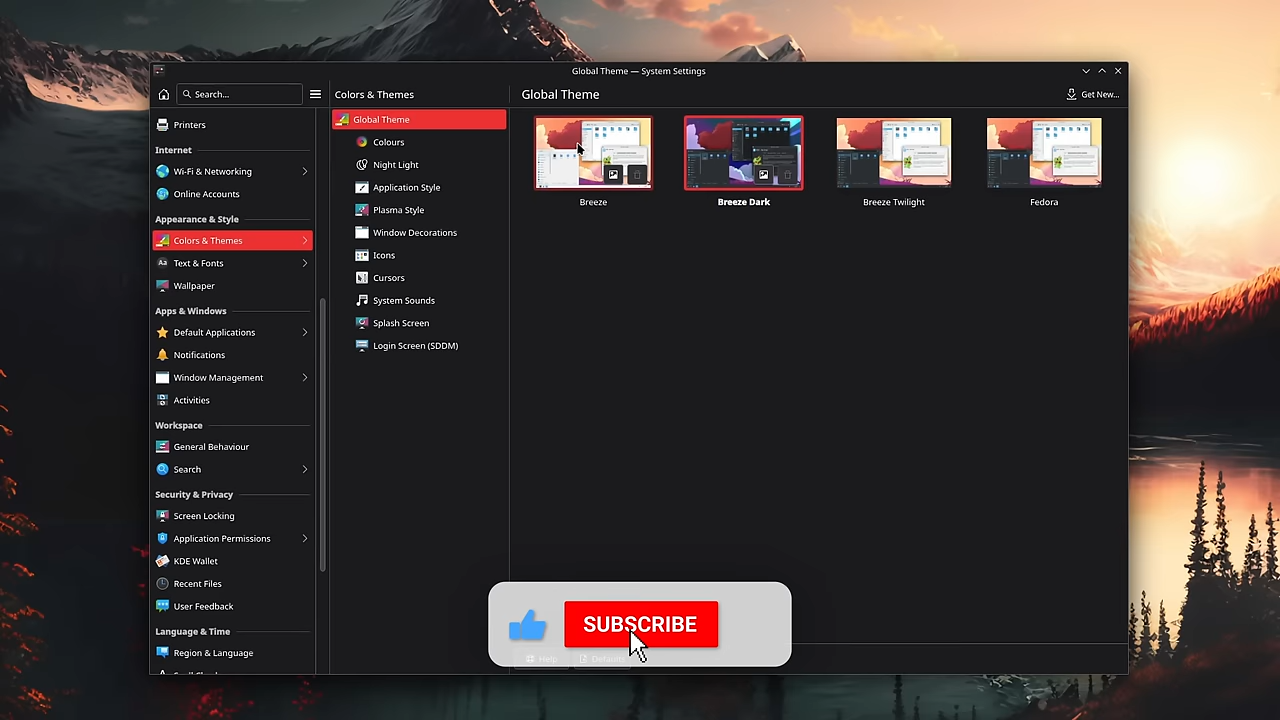 Global Theme — System Settings
Search...
Colors & Themes
Global Theme
Get New...
Printers
Internet
Wi-Fi & Networking
Online Accounts
Appearance & Style
Colors & Themes
Text & Fonts
Wallpaper
Apps & Windows
Default Applications
Notifications
Window Management
Activities
Workspace
General Behaviour
Search
Security & Privacy
Screen Locking
Application Permissions
KDE Wallet
Recent Files
User Feedback
Language & Time
Region & Language
Global Theme
Colours
Night Light
Application Style
Plasma Style
Window Decorations
Icons
Cursors
System Sounds
Splash Screen
Login Screen (SDDM)
Breeze
Breeze Dark
Breeze Twilight
Fedora
SUBSCRIBE
Help
Defaults